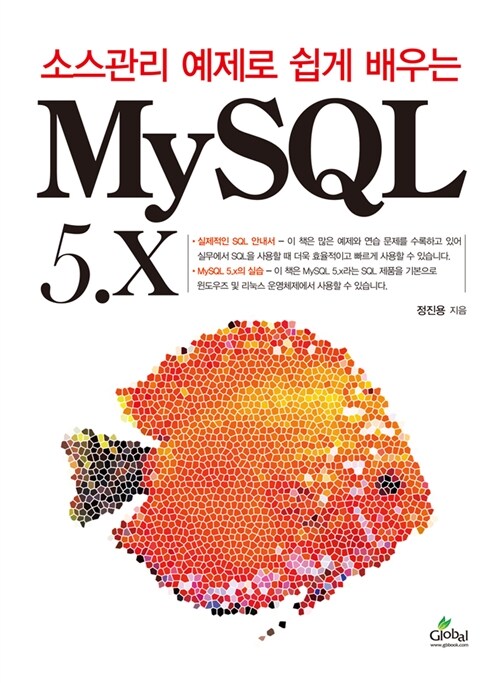 소스관리 예제로 쉽게 배우는
MySQL
5.x
• 실제적인 SQL 안내서 – 이 책은 많은 예제와 연습 문제를 수록하고 있어
실무에서 SQL을 사용할 때 더욱 효율적이고 빠르게 사용할 수 있습니다.
• MySQL 5.x의 실습 – 이 책은 MySQL 5.x라는 SQL 제품을 기본으로
윈도우즈 및 리눅스 운영체제에서 사용할 수 있습니다.
정진용 지음
Global
www.gbbook.com